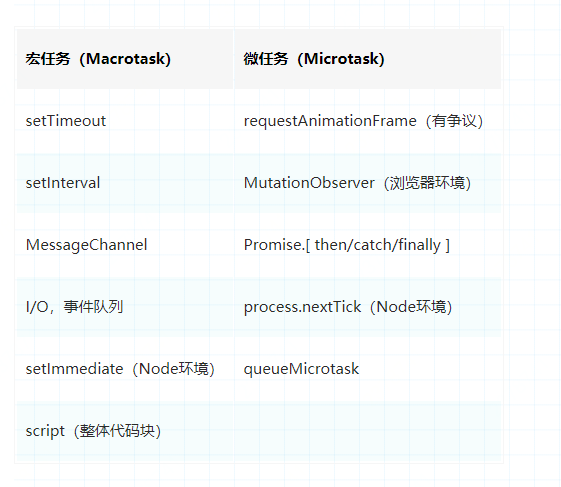 宏任务（Macrotask） 微任务（Microtask）
setTimeout requestAnimationFrame（有争议）
setInterval MutationObserver（浏览器环境）
MessageChannel Promise.[ then/catch/finally ]
I/O，事件队列 process.nextTick（Node环境）
setImmediate（Node环境） queueMicrotask
script（整体代码块）